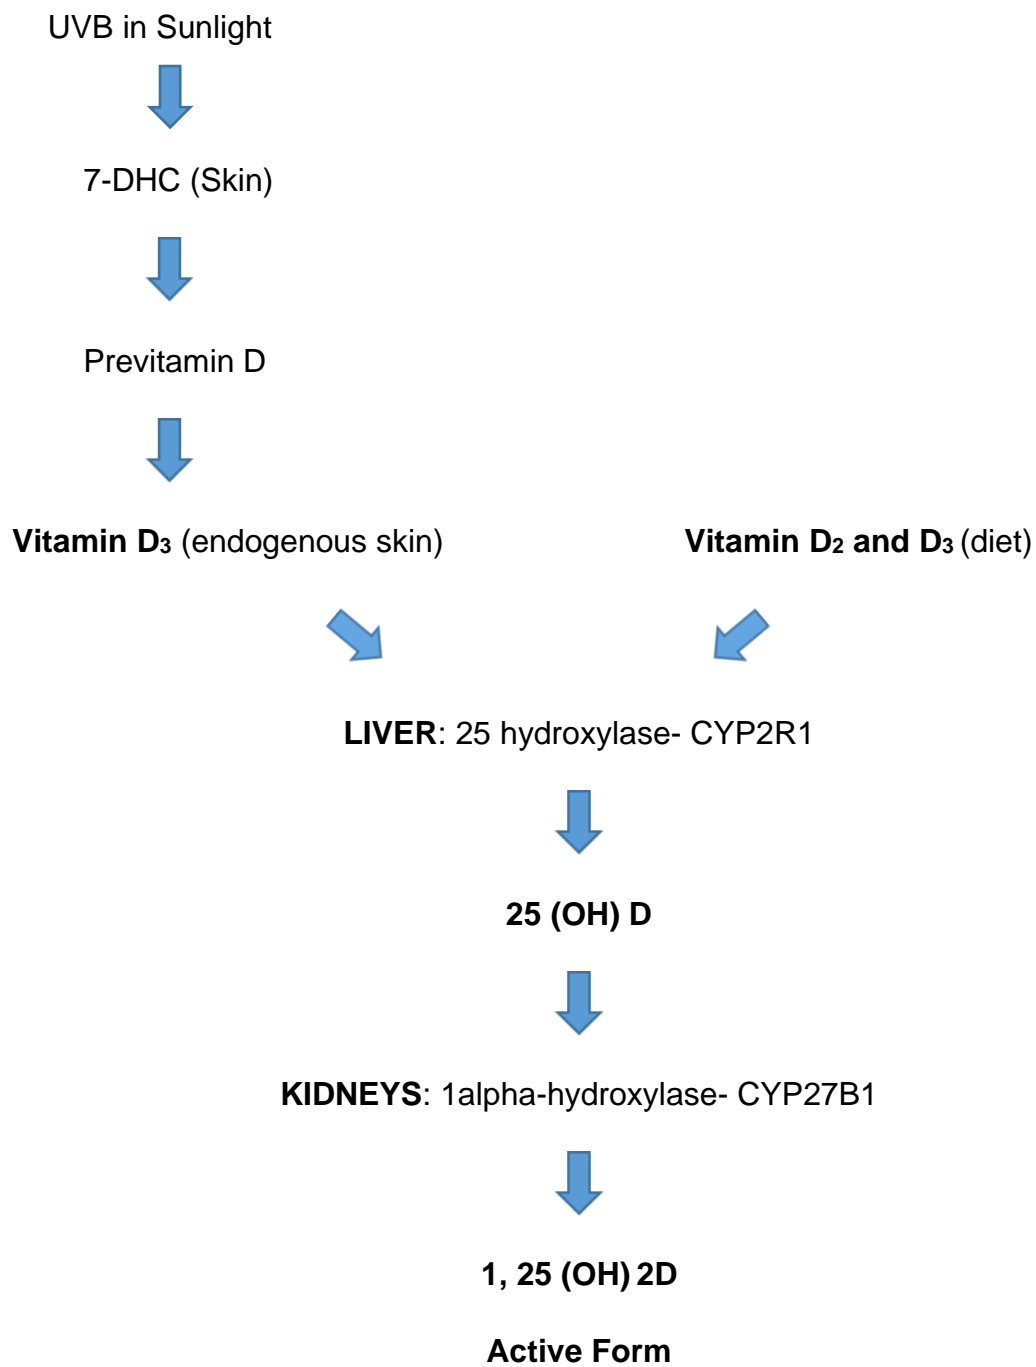 UVB in Sunlight
7-DHC (Skin)
Previtamin D
Vitamin D₃ (endogenous skin)
Vitamin D₂ and D₃ (diet)
LIVER: 25 hydroxylase- CYP2R1
25 (OH) D
KIDNEYS: 1alpha-hydroxylase- CYP27B1
1, 25 (OH) 2D
Active Form